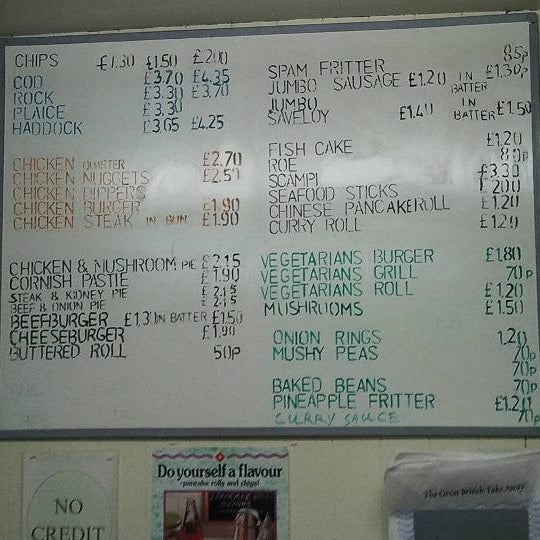 CHIPS £1.30 £1.50 £2.00
COD £3.70 £4.35
ROCK £3.30 £3.70
PLAICE £3.30
HADDOCK £3.65 £4.25
CHICKEN QUARTER £2.70
CHICKEN NUGGETS £2.50
CHICKEN DIPPERS
CHICKEN BURGER £1.90
CHICKEN STEAK IN BUN £1.90
CHICKEN & MUSHROOM PIE £2.15
CORNISH PASTIE £1.90
STEAK & KIDNEY PIE £2.15
BEEF & ONION PIE £2.15
BEEFBURGER £1.30 IN BATTER £1.50
CHEESEBURGER £1.90
BUTTERED ROLL 50P
SPAM FRITTER 85P
JUMBO SAUSAGE £1.20 IN BATTER £1.30P
JUMBO SAVELOY £1.40 IN BATTER £1.50
FISH CAKE £1.20
ROE 80P
SCAMPI £3.30
SEAFOOD STICKS £2.00
CHINESE PANCAKEROLL £1.20
CURRY ROLL £1.20
VEGETARIANS BURGER £1.80
VEGETARIANS GRILL 70P
VEGETARIANS ROLL £1.20
MUSHROOMS £1.50
ONION RINGS 1.20
MUSHY PEAS 70P
70P
BAKED BEANS 70P
PINEAPPLE FRITTER £1.20
CURRY SAUCE 70P
NO
CREDIT
Do yourself a flavour
-pancake rolls and chips!
The Great British Take Away